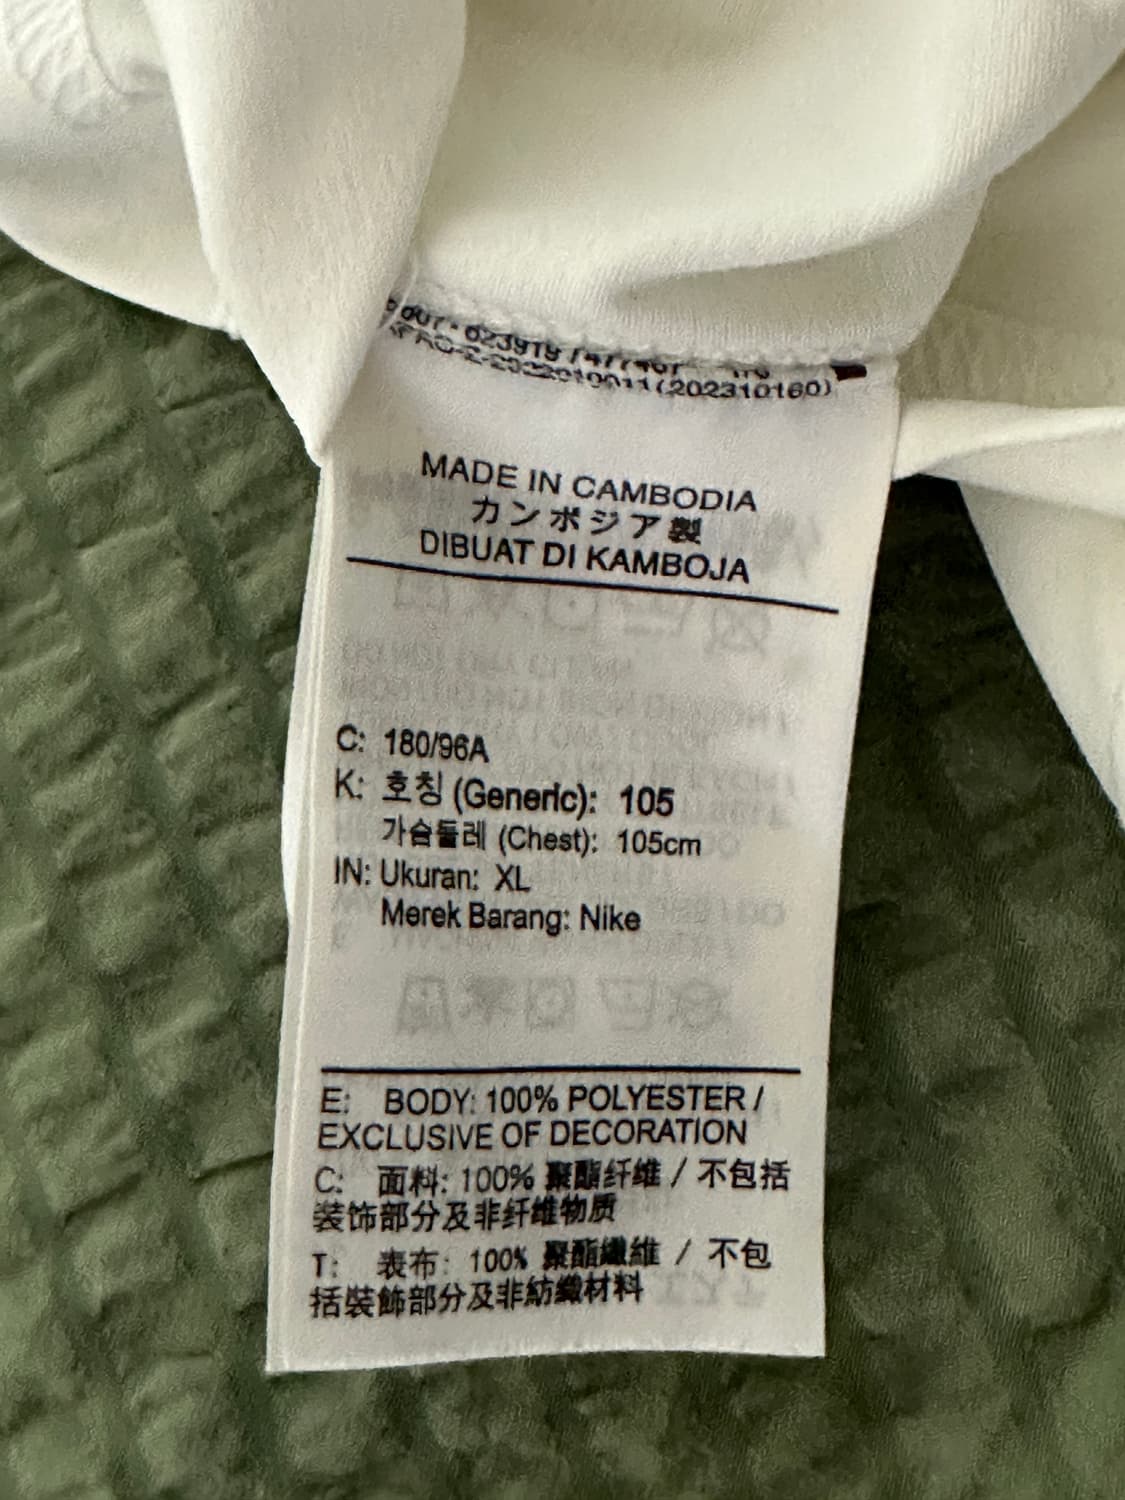 (202310160)
MADE IN CAMBODIA
カンボジア製
DIBUAT DI KAMBOJA
C: 180/96A
K: 호칭 (Generic): 105
가슴둘레 (Chest): 105cm
IN: Ukuran: XL
Merek Barang: Nike
E: BODY: 100% POLYESTER /
EXCLUSIVE OF DECORATION
C: 面料: 100% 聚酯纤维 / 不包括
装饰部分及非纤维物质
T: 表布: 100% 聚酯纖維 / 不包
括裝飾部分及非紡織材料